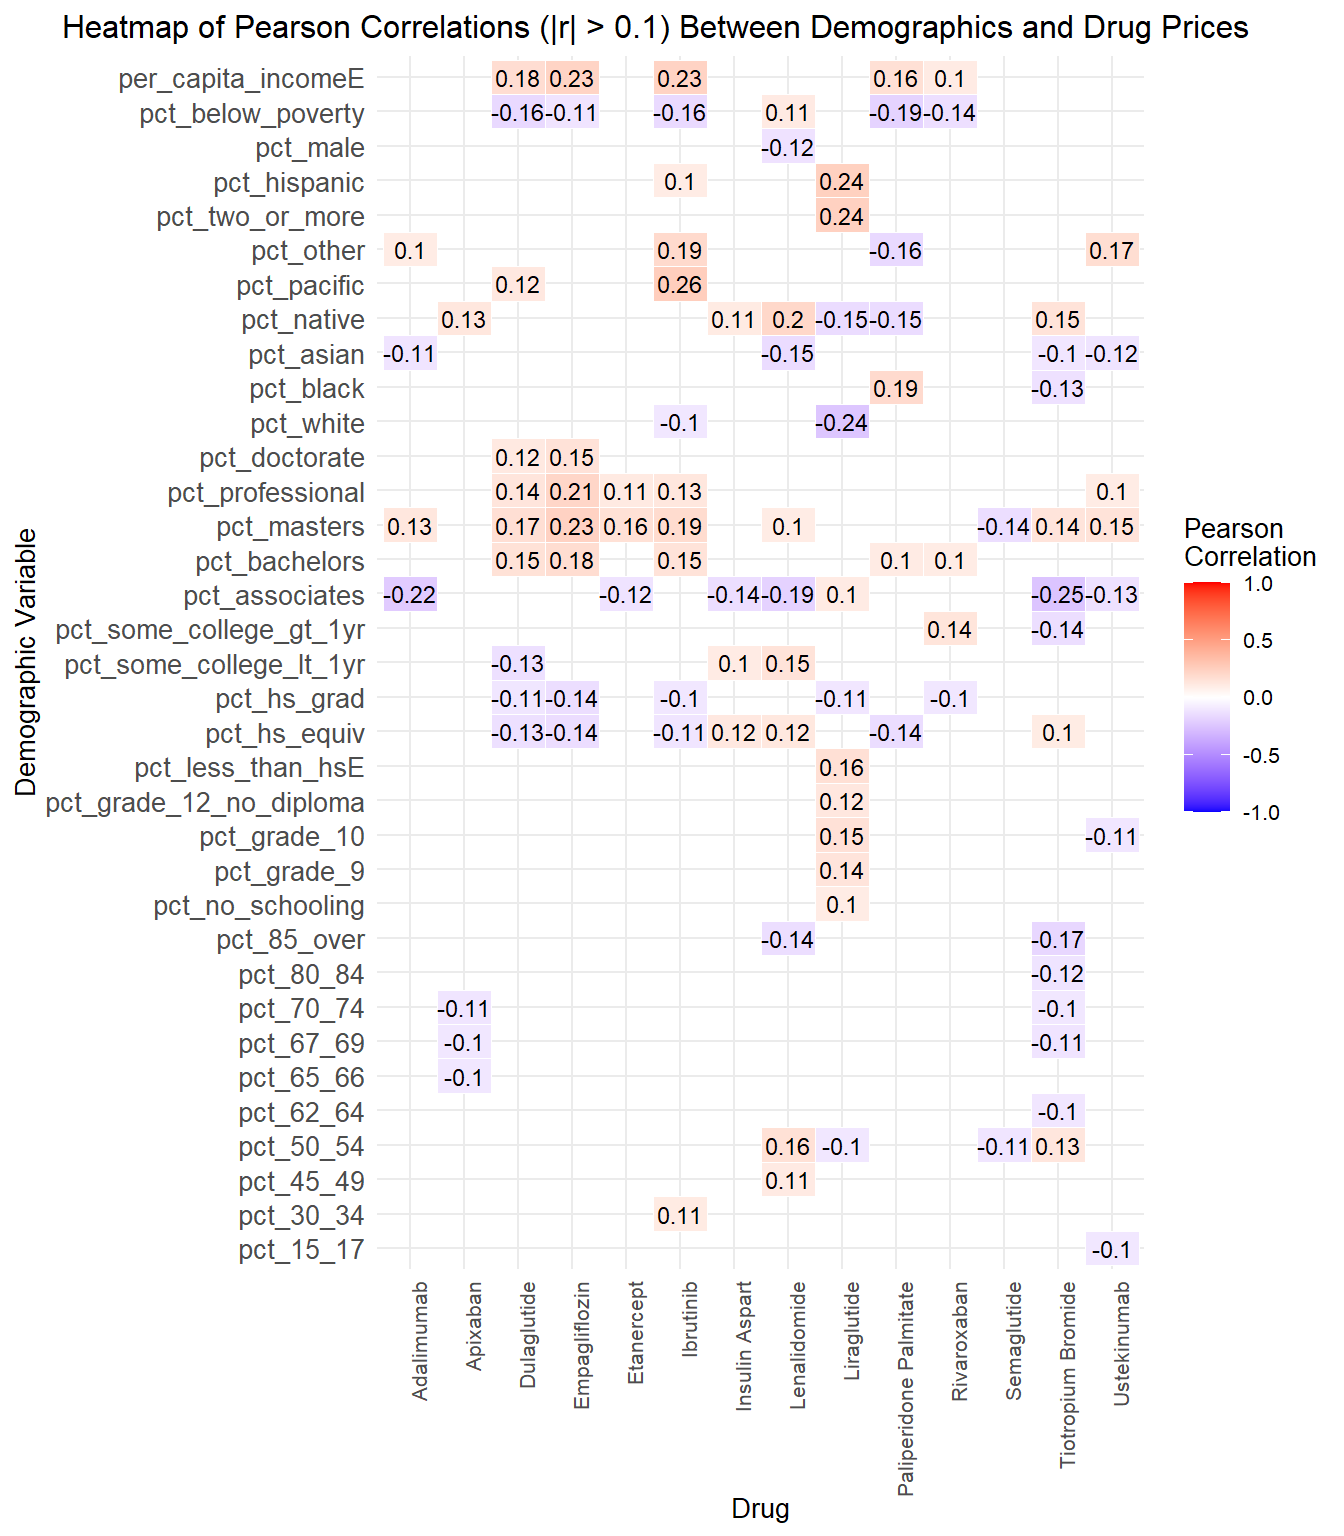 Heatmap of Pearson Correlations (|r| > 0.1) Between Demographics and Drug Prices
Demographic Variable
per_capita_incomeE 0.18 0.23 0.23 0.16 0.1
pct_below_poverty -0.16 -0.11 -0.16 0.11 -0.19 -0.14
pct_male -0.12
pct_hispanic 0.1 0.24
pct_two_or_more 0.24
pct_other 0.1 0.19 -0.16 0.17
pct_pacific 0.12 0.26
pct_native 0.13 0.11 0.2 -0.15 -0.15 0.15
pct_asian -0.11 -0.15 -0.1 -0.12
pct_black 0.19 -0.13
pct_white -0.1 -0.24
pct_doctorate 0.12 0.15
pct_professional 0.14 0.21 0.11 0.13 0.1
pct_masters 0.13 0.17 0.23 0.16 0.19 0.1 -0.14 0.14 0.15
pct_bachelors 0.15 0.18 0.15 0.1 0.1
pct_associates -0.22 -0.12 -0.14 -0.19 0.1 -0.25 -0.13
pct_some_college_gt_1yr 0.14 -0.14
pct_some_college_lt_1yr -0.13 0.1 0.15
pct_hs_grad -0.11 -0.14 -0.1 -0.11 -0.1
pct_hs_equiv -0.13 -0.14 -0.11 0.12 0.12 -0.14 0.1
pct_less_than_hsE 0.16
pct_grade_12_no_diploma 0.12
pct_grade_10 0.15 -0.11
pct_grade_9 0.14
pct_no_schooling 0.1
pct_85_over -0.14 -0.17
pct_80_84 -0.12
pct_70_74 -0.11 -0.1
pct_67_69 -0.1 -0.11
pct_65_66 -0.1
pct_62_64 -0.1
pct_50_54 0.16 -0.1 -0.11 0.13
pct_45_49 0.11
pct_30_34 0.11
pct_15_17 -0.1
Adalimumab
Apixaban
Dulaglutide
Empagliflozin
Etanercept
Ibrutinib
Insulin Aspart
Lenalidomide
Liraglutide
Paliperidone Palmitate
Rivaroxaban
Semaglutide
Tiotropium Bromide
Ustekinumab
Drug
Pearson
Correlation
1.0
0.5
0.0
-0.5
-1.0